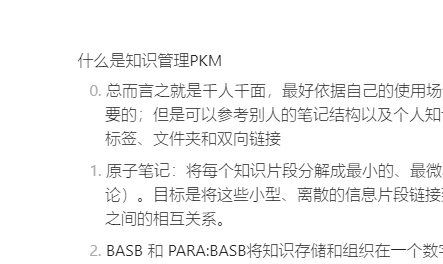 什么是知识管理PKM
0. 总而言之就是千人千面，最好依据自己的使用场
要的；但是可以参考别人的笔记结构以及个人知
标签、文件夹和双向链接
1. 原子笔记：将每个知识片段分解成最小的、最微
论）。目标是将这些小型、离散的信息片段链接
之间的相互关系。
2. BASB 和 PARA:BASB将知识存储和组织在一个数